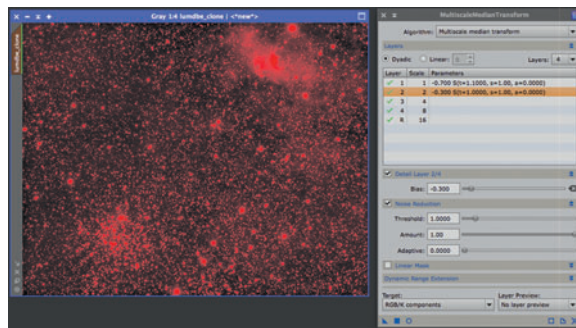 Gray 1:4 lumdbe_clone | <*new*>
lumdbe_clone
MultiscaleMedianTransform
Algorithm: Multiscale median transform
Layers
Dyadic Linear: 0 Layers: 4
Layer Scale Parameters
1 1 -0.700 S(t=1.1000, s=1.00, a=0.0000)
2 2 -0.300 S(t=1.0000, s=1.00, a=0.0000)
3 4
4 8
R 16
Detail Layer 2/4
Bias: -0.300
Noise Reduction
Threshold: 1.0000
Amount: 1.00
Adaptive: 0.0000
Linear Mask
Dynamic Range Extension
Target: Layer Preview:
RGB/K components No layer preview